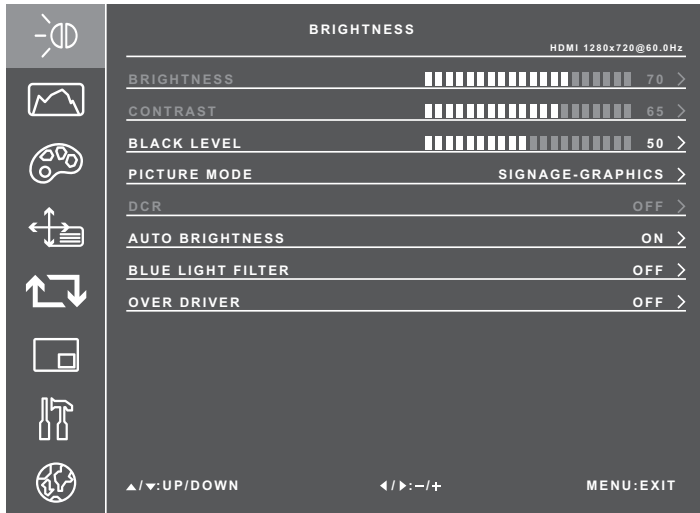 BRIGHTNESS
HDMI 1280x720@60.0Hz
BRIGHTNESS 70 >
CONTRAST 65 >
BLACK LEVEL 50 >
PICTURE MODE SIGNAGE-GRAPHICS >
DCR OFF >
AUTO BRIGHTNESS ON >
BLUE LIGHT FILTER OFF >
OVER DRIVER OFF >
▲/▼:UP/DOWN ◀/▶:−/+ MENU:EXIT